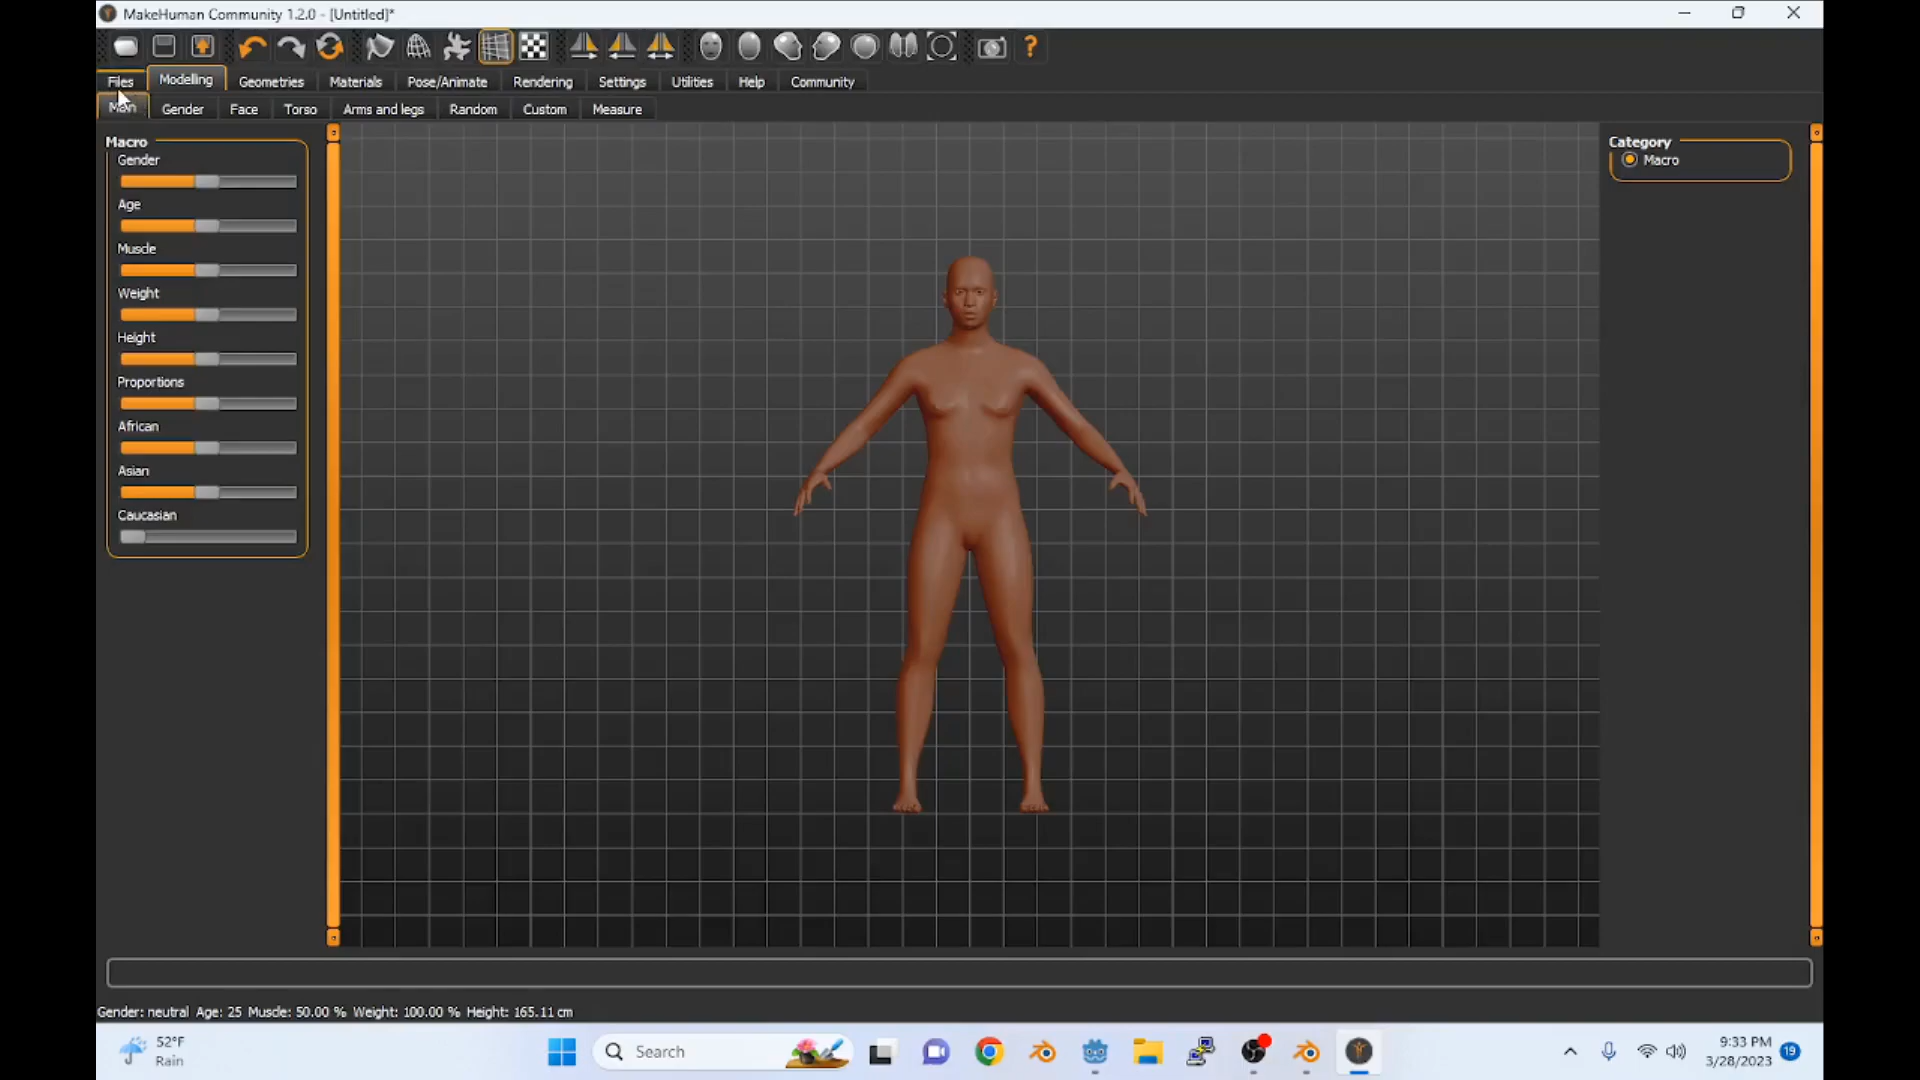 MakeHuman Community 1.2.0 - [Untitled]*
Files Modelling Geometries Materials Pose/Animate Rendering Settings Utilities Help Community
Gender Face Torso Arms and legs Random Custom Measure
Macro
Gender
Age
Muscle
Weight
Height
Proportions
African
Asian
Caucasian
Category
Macro
Gender: neutral Age: 25 Muscle: 50.00 % Weight: 100.00 % Height: 165.11 cm
52°F
Rain
Search
9:33 PM
3/28/2023
19